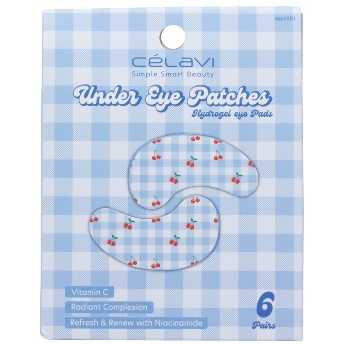 CÉLAVI
Simple Smart Beauty
Under Eye Patches
Hydrogel eye Pads
Vitamin C
Radiant Complexion
Refresh & Renew with Niacinamide
6
Pairs